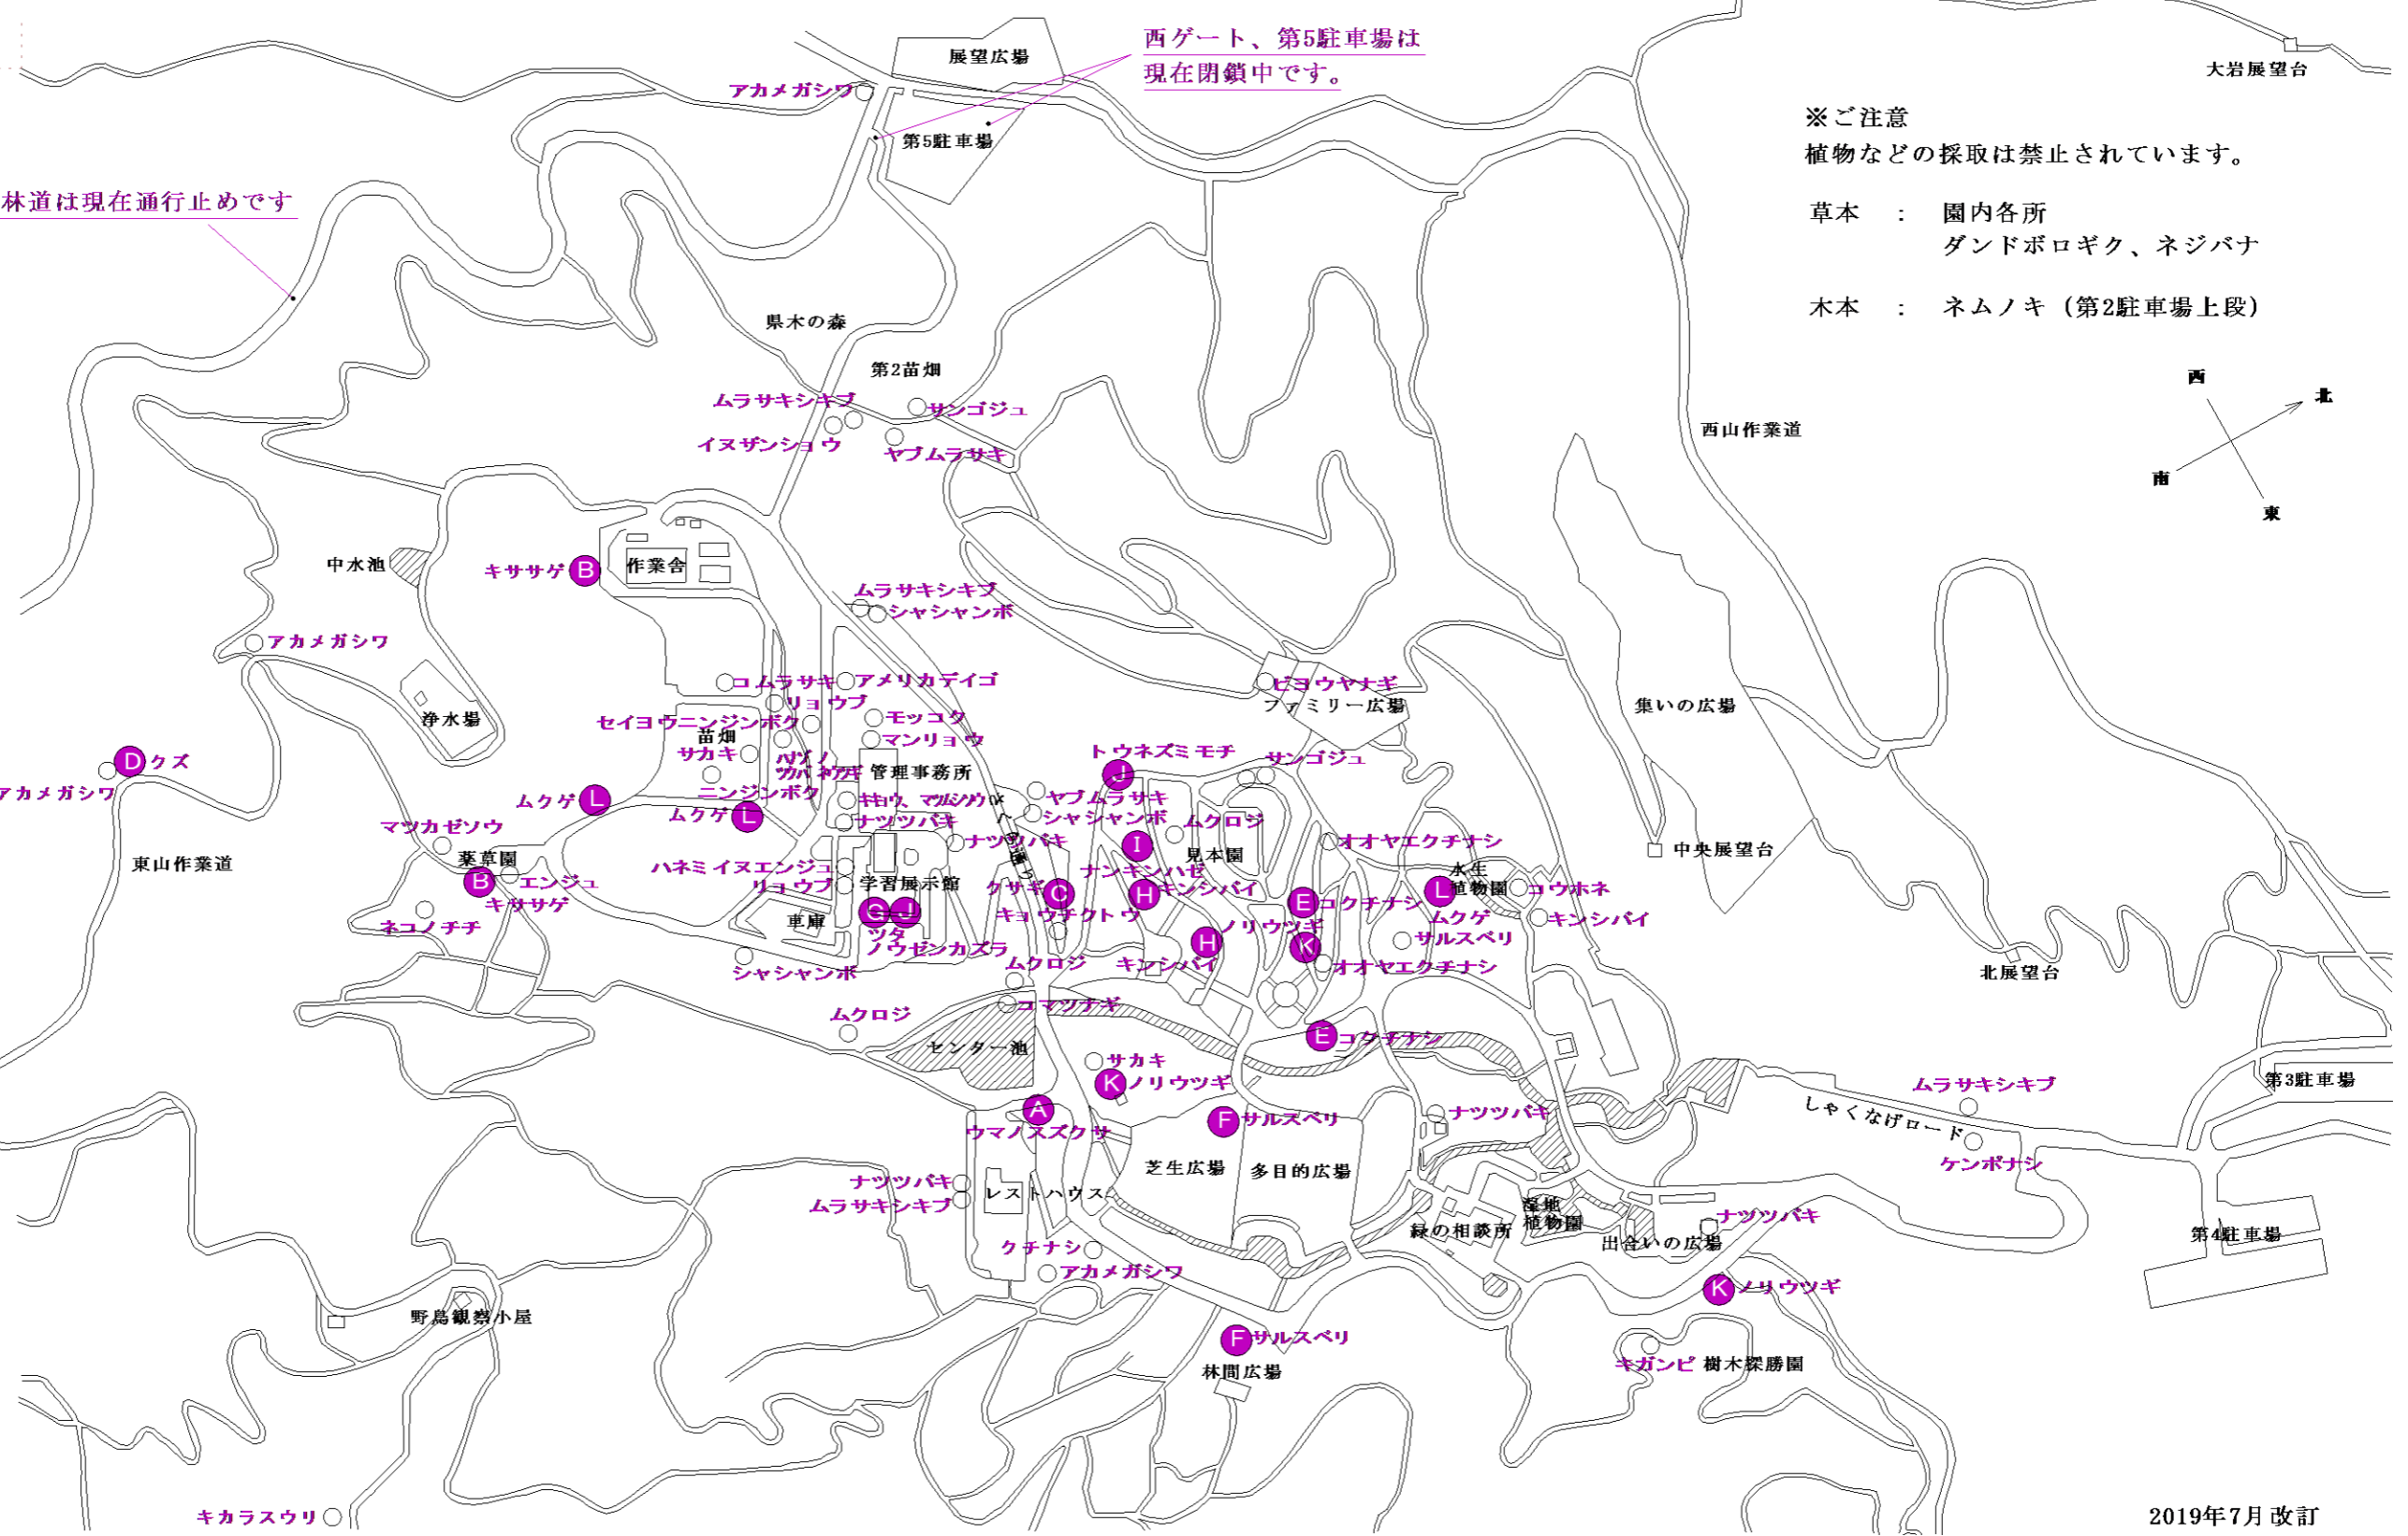 西ゲート、第5駐車場は
現在閉鎖中です。
展望広場
大岩展望台
アカメガシワ
第5駐車場
※ご注意
植物などの採取は禁止されています。
林道は現在通行止めです
草本 : 園内各所
ダンドボロギク、ネジバナ
木本 : ネムノキ (第2駐車場上段)
県木の森
第2苗畑
西
北
南
東
ムラサキシキブ
サンゴジュ
イヌザンショウ
ヤブムラサキ
西山作業道
中水池
キササゲ B
作業舎
ムラサキシキブ
シャシャンボ
アカメガシワ
コムラサキ
アメリカデイゴ
リョウブ
ビヨウヤナギ
ファミリー広場
集いの広場
浄水場
セイヨウニンジンボク
モッコク
苗畑
マンリョウ
サカキ
トウネズミモチ
J
サンゴジュ
D クズ
アカメガシワ
管理事務所
ニンジンボク
ムクゲ L
ムクゲ L
キキョウ、マツムシソウ
ヤブムラサキ
シャシャンボ
マツカゼソウ
ナツツバキ
ナツツバキ
ムクロジ
I
見本園
オオヤエクチナシ
中央展望台
東山作業道
薬草園
ハネミイヌエンジュ
ナンキンハゼ
水生
植物園
B
エンジュ
キササゲ
リョウブ
学習展示館
クサギ C
H キンシバイ
E コクチナシ
L
ムクゲ
コウホネ
キンシバイ
ネコノチチ
車庫
G J
ツタ
ノウゼンカズラ
キョウチクトウ
ノリウツギ
H
K
サルスベリ
キンシバイ
オオヤエクチナシ
シャシャンボ
ムクロジ
北展望台
コマツナギ
ムクロジ
センター池
E コクチナシ
サカキ
K ノリウツギ
ムラサキシキブ
第3駐車場
しゃくなげロード
A
ウマノスズクサ
F サルスベリ
ナツツバキ
ケンポナシ
芝生広場
多目的広場
ナツツバキ
レストハウス
ムラサキシキブ
緑の相談所
湿地
植物園
ナツツバキ
出合いの広場
第4駐車場
クチナシ
アカメガシワ
K ノリウツギ
野鳥観察小屋
F サルスベリ
林間広場
キガンピ
樹木探勝園
キカラスウリ
2019年7月改訂